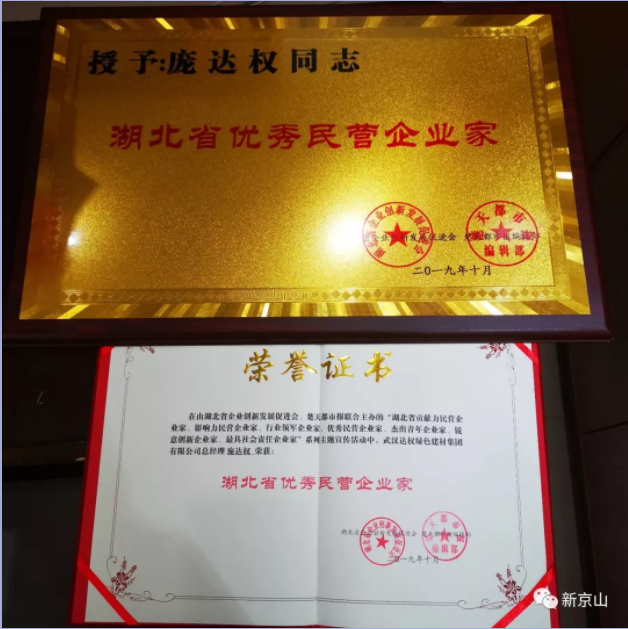 授予:庞达权同志
湖北省优秀民营企业家
二〇一九年十月
荣誉证书
在由湖北省企业创新发展促进会、楚天都市报联合主办的“湖北省贡献力民营企
业家、影响力民营企业家、行业领军企业家、优秀民营企业家、杰出青年企业家、锐
意创新企业家、最具社会责任企业家”系列主题宣传活动中，武汉达权绿色建材集团
有限公司总经理 施达权 荣获：
湖北省优秀民营企业家
二〇一九年十月
新京山